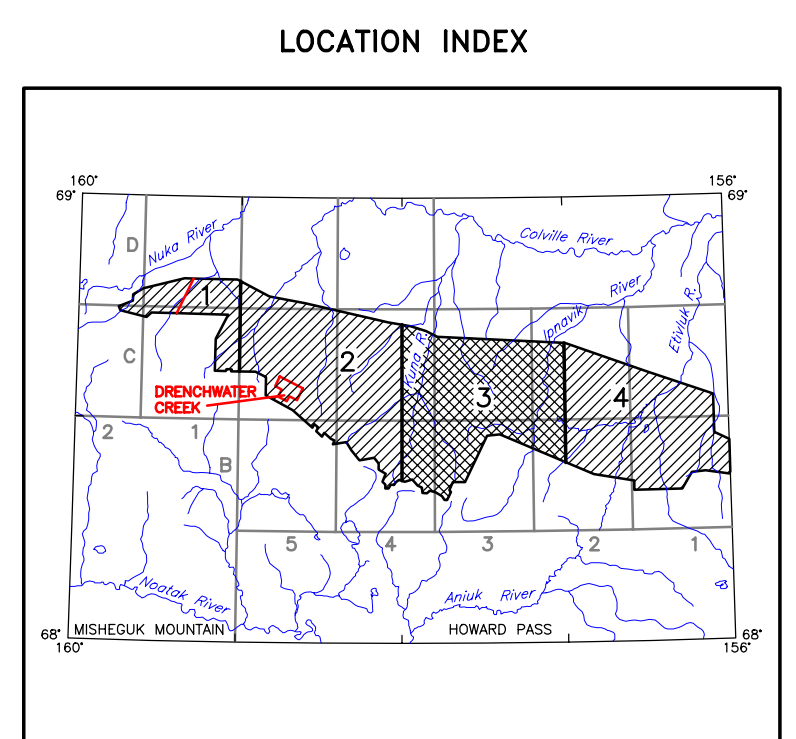 LOCATION INDEX
160° 156°
69° 69°
D
Nuka River
Colville River
1
Ipnavik River
Etivluk R.
C
Kuna R.
2
3
4
DRENCHWATER
CREEK
2 1
B
5 4 3 2 1
Noatak River
Aniuk River
68° MISHEGUK MOUNTAIN HOWARD PASS 68°
160° 156°